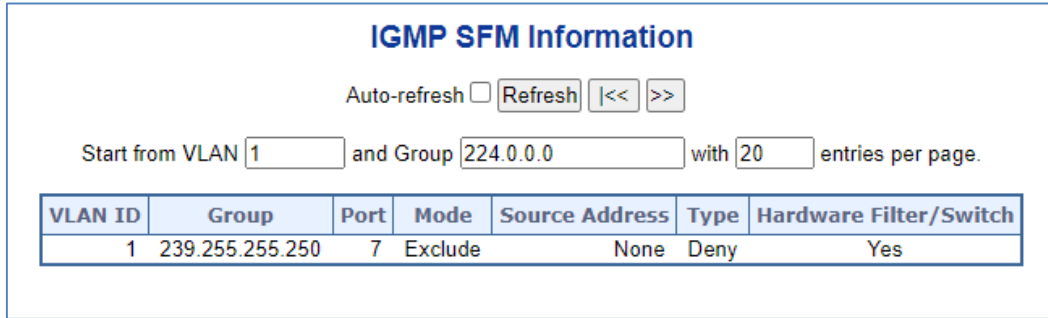 IGMP SFM Information
Auto-refresh Refresh |<< >>
Start from VLAN 1 and Group 224.0.0.0 with 20 entries per page.
VLAN ID Group Port Mode Source Address Type Hardware Filter/Switch
1 239.255.255.250 7 Exclude None Deny Yes